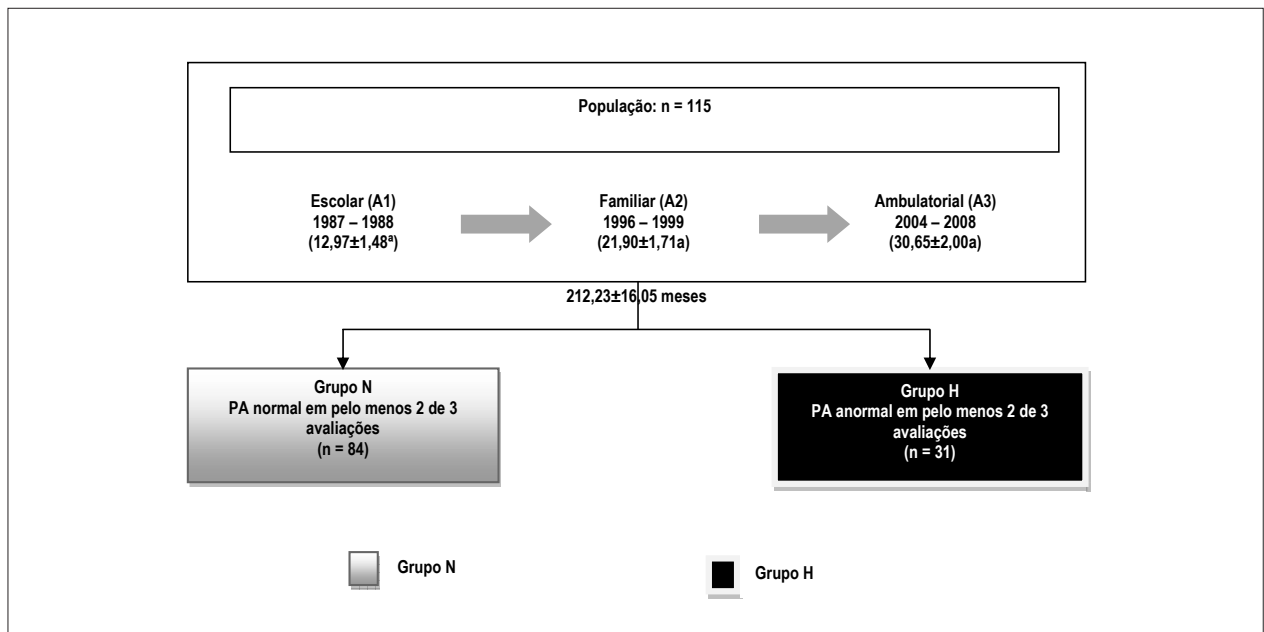 População: n = 115
Escolar (A1)
1987 – 1988
(12,97±1,48ª)
Familiar (A2)
1996 – 1999
(21,90±1,71a)
Ambulatorial (A3)
2004 – 2008
(30,65±2,00a)
212,23±16,05 meses
Grupo N
PA normal em pelo menos 2 de 3
avaliações
(n = 84)
Grupo H
PA anormal em pelo menos 2 de 3
avaliações
(n = 31)
Grupo N
Grupo H